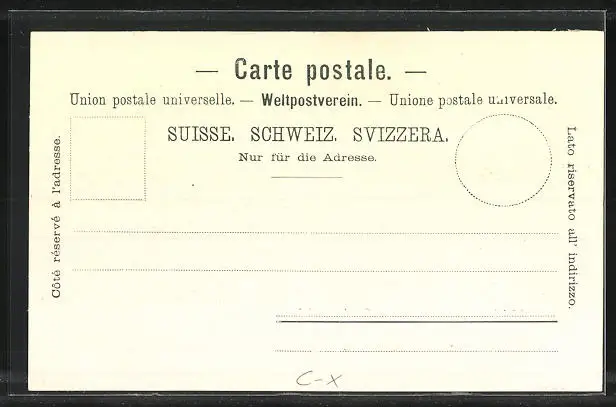 — Carte postale. —
Union postale universelle. — Weltpostverein. — Unione postale universale.
SUISSE. SCHWEIZ. SVIZZERA.
Nur für die Adresse.
Côté réservé à l'adresse.
Lato riservato all' indirizzo.
C-X